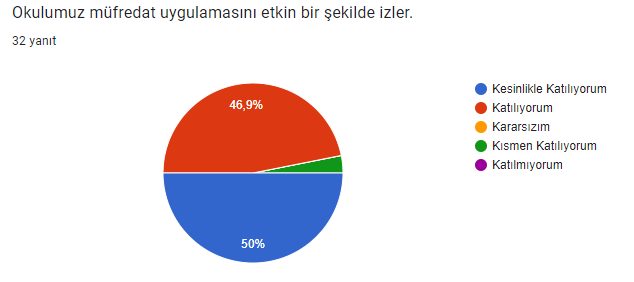 Okulumuz müfredat uygulamasını etkin bir şekilde izler.
32 yanıt
46,9%
50%
Kesinlikle Katılıyorum
Katılıyorum
Kararsızım
Kısmen Katılıyorum
Katılmıyorum